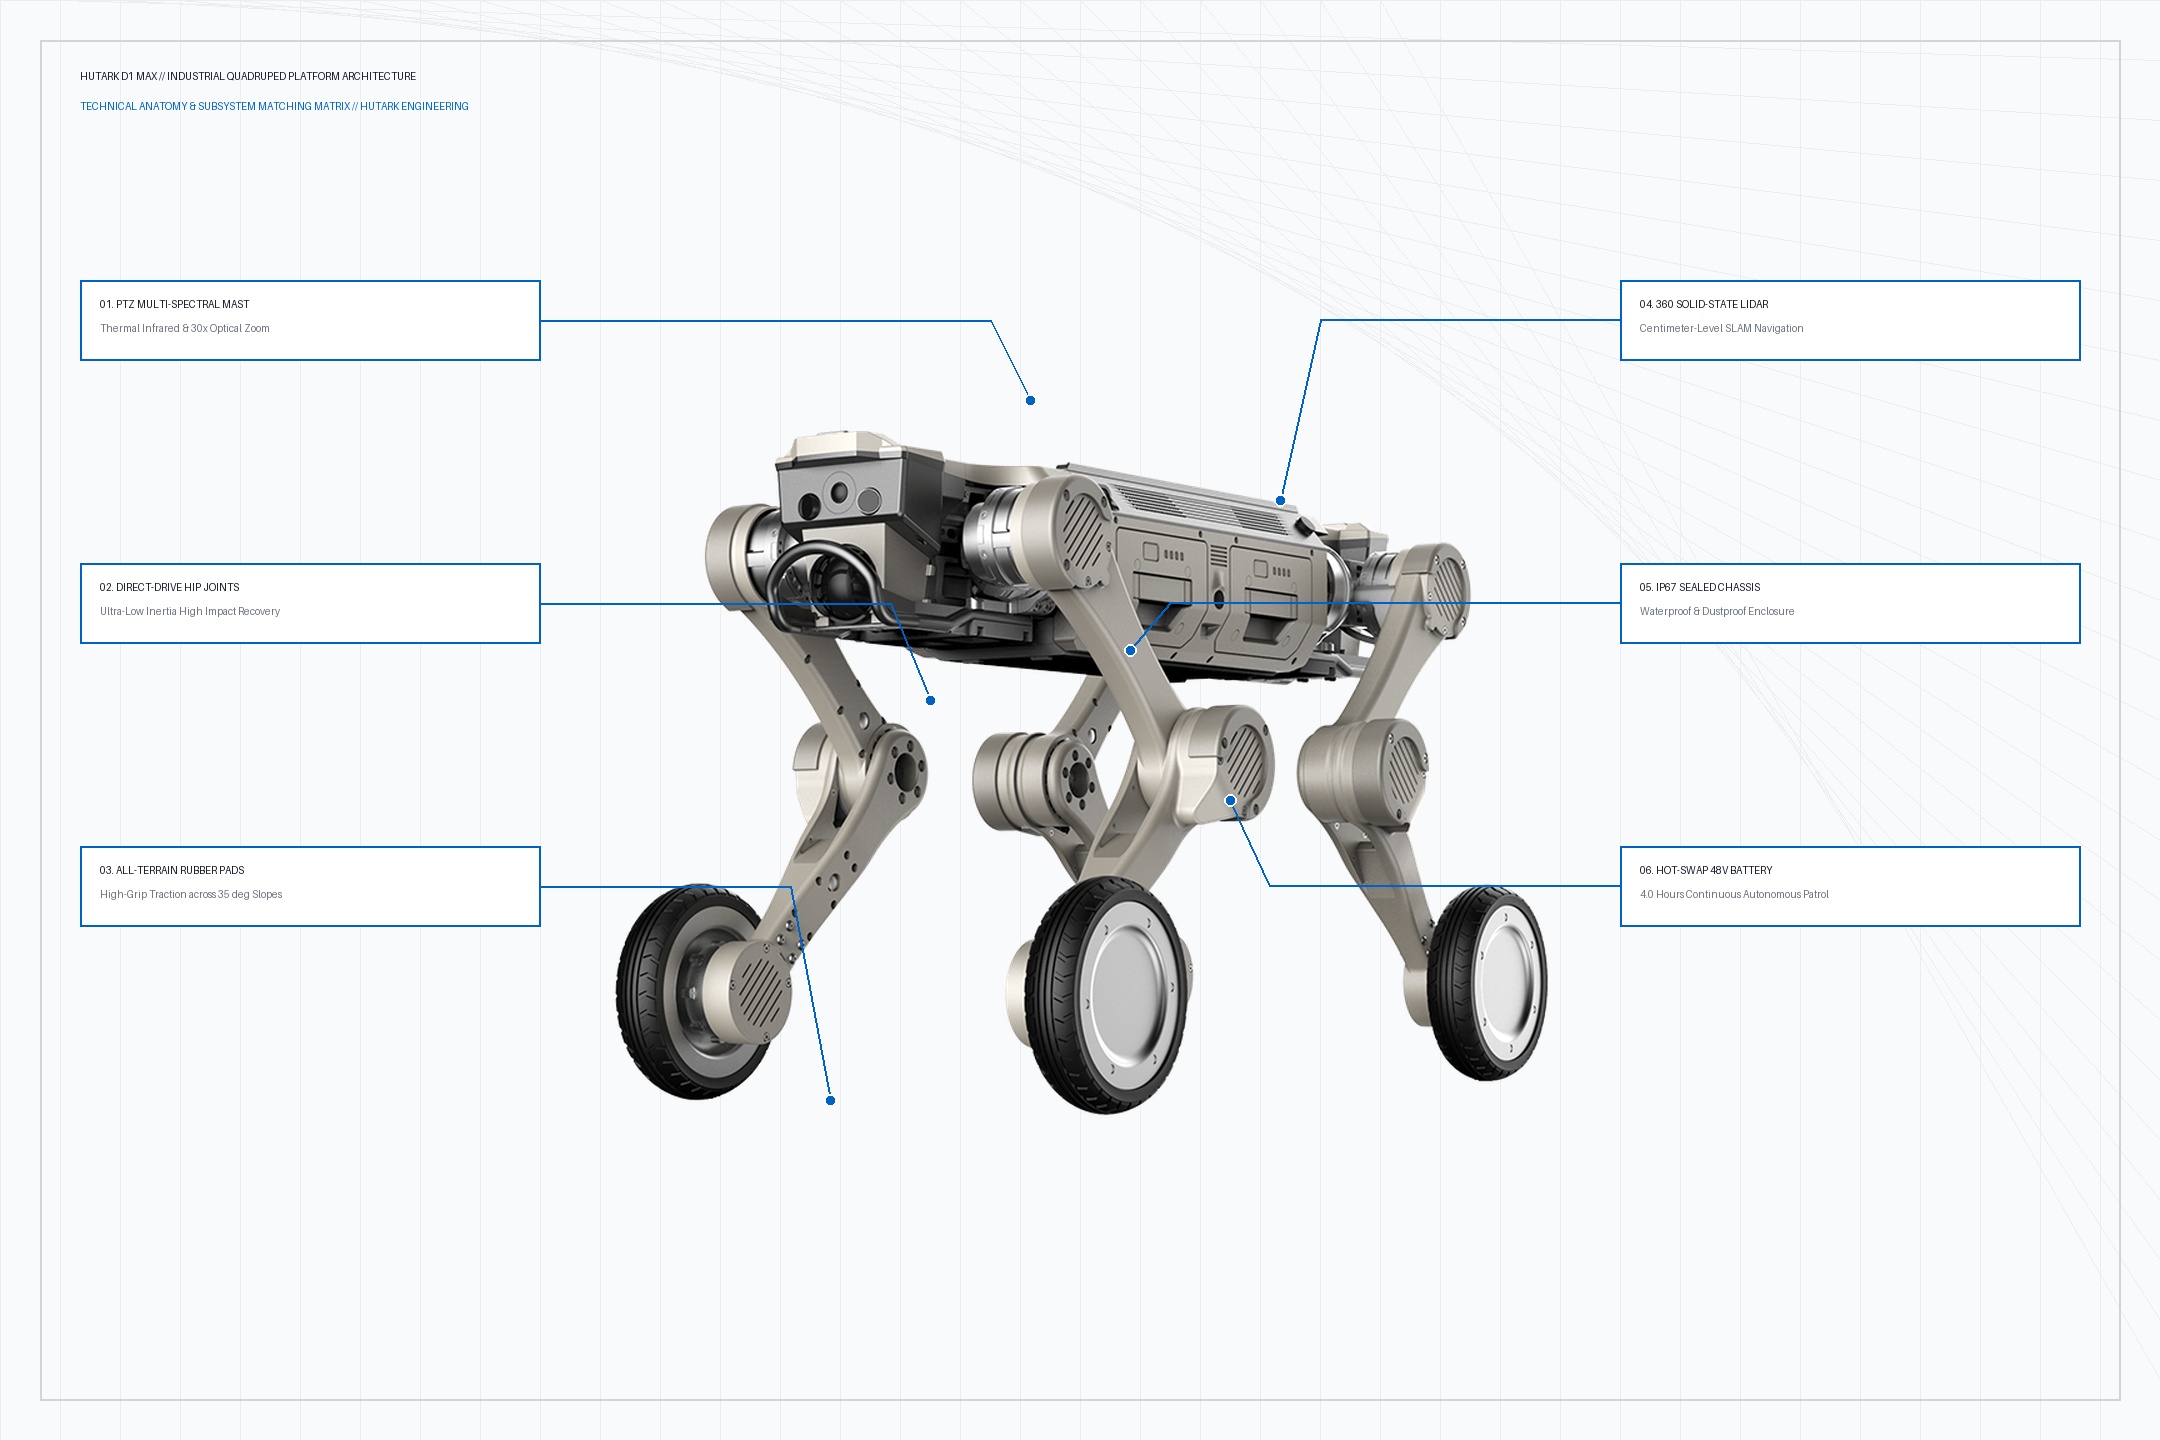 HUTARK D1 MAX // INDUSTRIAL QUADRUPED PLATFORM ARCHITECTURE
TECHNICAL ANATOMY & SUBSYSTEM MATCHING MATRIX // HUTARK ENGINEERING
01. PTZ MULTI-SPECTRAL MAST
Thermal Infrared & 30x Optical Zoom
02. DIRECT-DRIVE HIP JOINTS
Ultra-Low Inertia High Impact Recovery
03. ALL-TERRAIN RUBBER PADS
High-Grip Traction across 35 deg Slopes
04. 360 SOLID-STATE LIDAR
Centimeter-Level SLAM Navigation
05. IP67 SEALED CHASSIS
Waterproof & Dustproof Enclosure
06. HOT-SWAP 48V BATTERY
4.0 Hours Continuous Autonomous Patrol